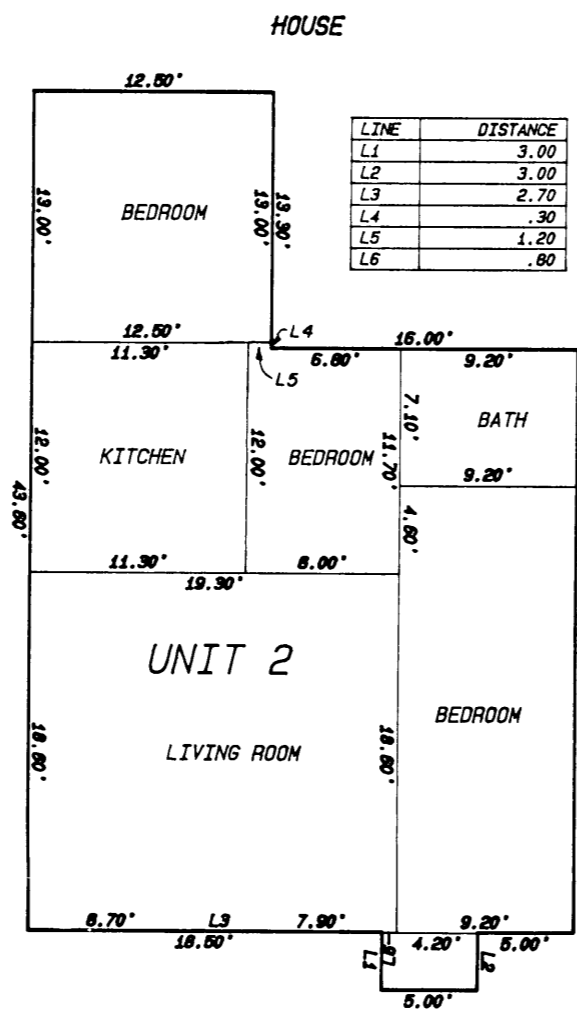 HOUSE
12.50'
LINE DISTANCE
L1 3.00
L2 3.00
L3 2.70
L4 .30
L5 1.20
L6 .80
13.00'
BEDROOM
13.00'
13.30'
12.50'
L4
16.00'
11.30'
L5
6.80'
9.20'
7.10'
BATH
12.00'
KITCHEN
12.00'
BEDROOM
11.70'
9.20'
43.60'
4.60'
11.30'
8.00'
19.30'
UNIT 2
BEDROOM
LIVING ROOM
18.60'
18.60'
8.70'
L3
7.90'
9.20'
18.50'
L1
L6
4.20'
L2
5.00'
5.00'